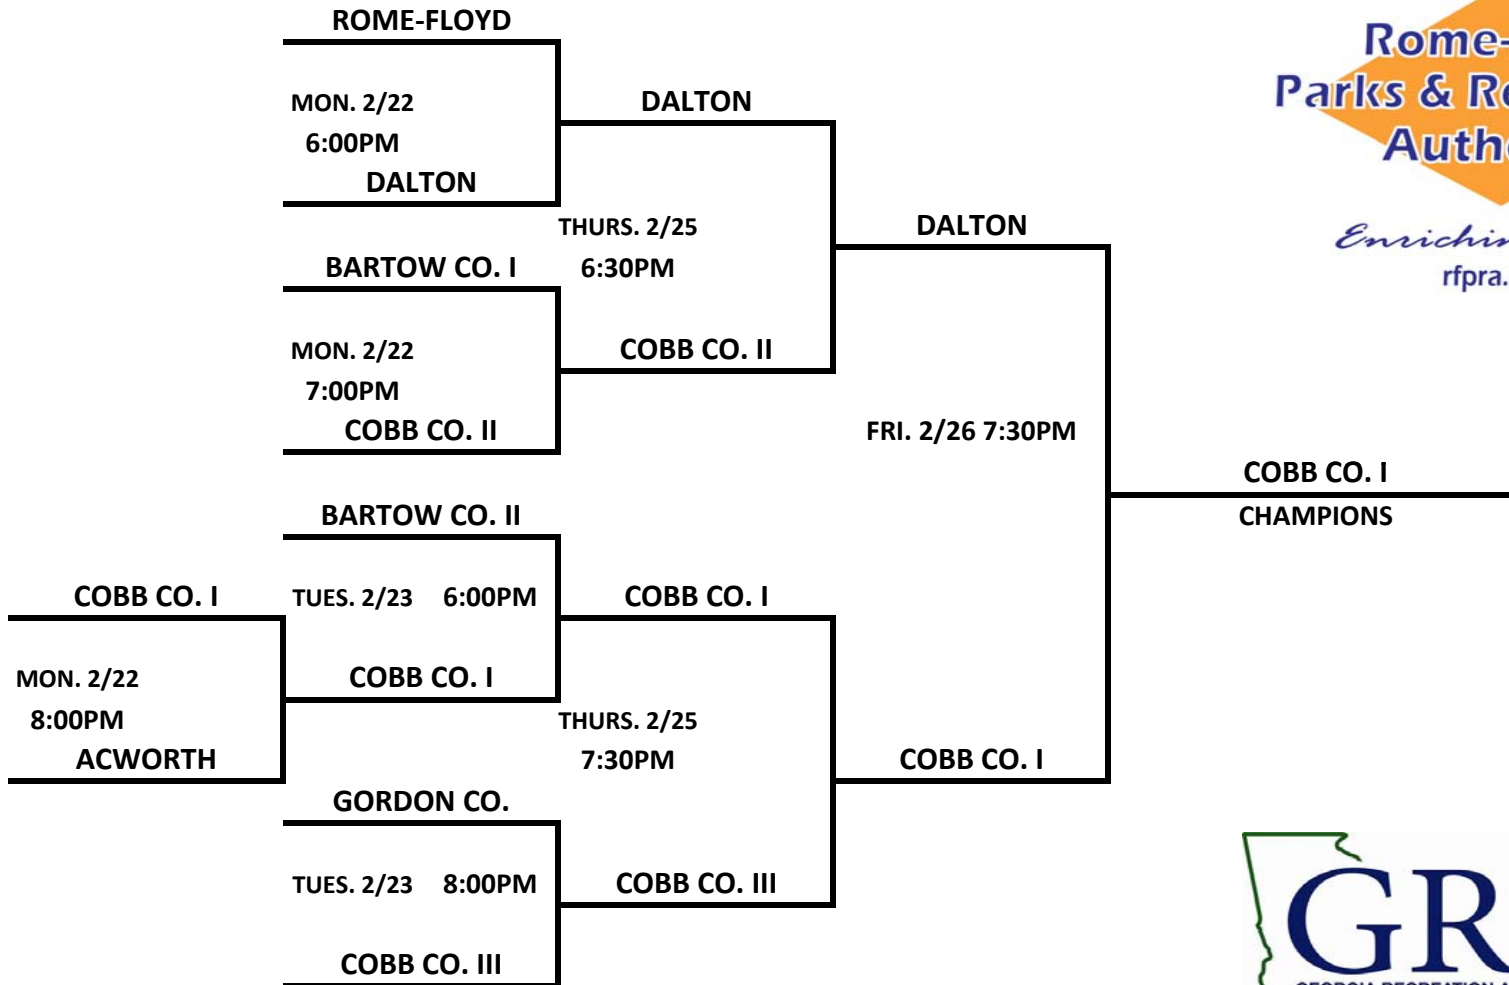 ROME-FLOYD
MON. 2/22
6:00PM
DALTON
DALTON
THURS. 2/25
6:30PM
BARTOW CO. I
MON. 2/22
7:00PM
COBB CO. II
COBB CO. II
DALTON
FRI. 2/26 7:30PM
COBB CO. I
CHAMPIONS
BARTOW CO. II
TUES. 2/23 6:00PM
COBB CO. I
COBB CO. I
MON. 2/22
8:00PM
ACWORTH
COBB CO. I
THURS. 2/25
7:30PM
COBB CO. I
GORDON CO.
TUES. 2/23 8:00PM
COBB CO. III
COBB CO. III
Rome-
Parks & Re
Auth
rfpra.
GR